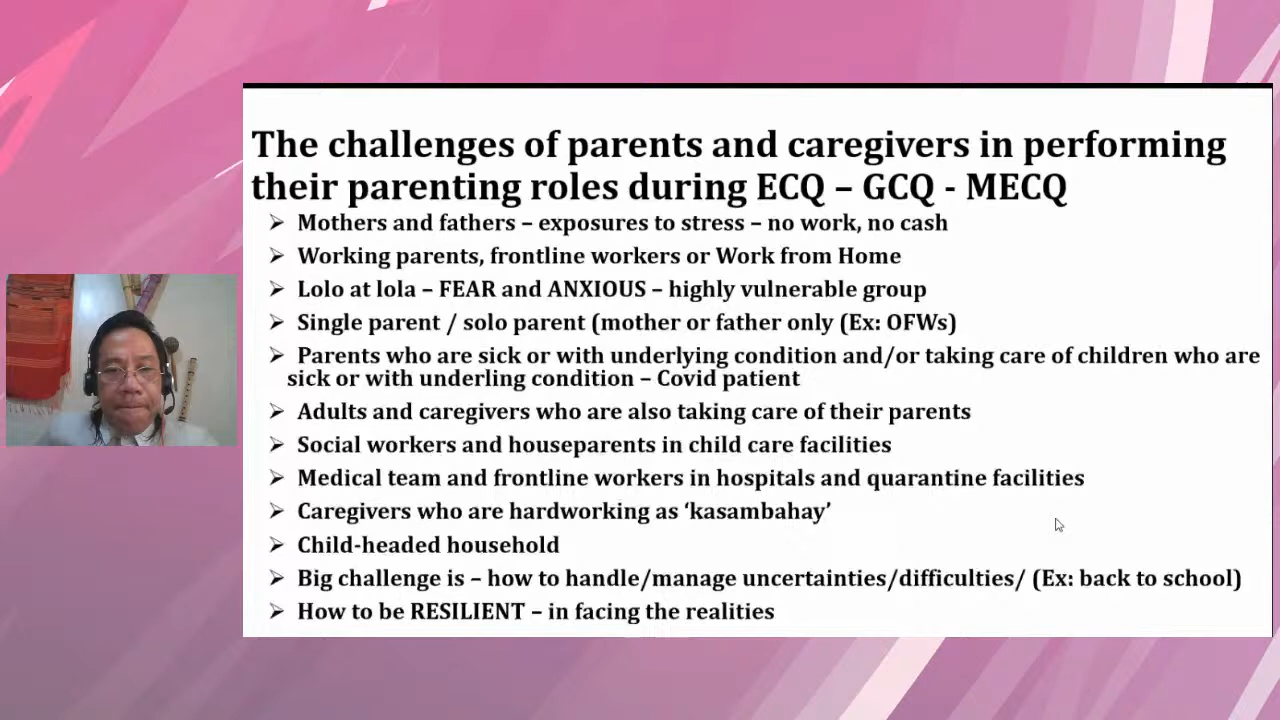 The challenges of parents and caregivers in performing
their parenting roles during ECQ – GCQ - MECQ
➢ Mothers and fathers – exposures to stress – no work, no cash
➢ Working parents, frontline workers or Work from Home
➢ Lolo at lola – FEAR and ANXIOUS – highly vulnerable group
➢ Single parent / solo parent (mother or father only (Ex: OFWs)
➢ Parents who are sick or with underlying condition and/or taking care of children who are
sick or with underling condition – Covid patient
➢ Adults and caregivers who are also taking care of their parents
➢ Social workers and houseparents in child care facilities
➢ Medical team and frontline workers in hospitals and quarantine facilities
➢ Caregivers who are hardworking as ‘kasambahay’
➢ Child-headed household
➢ Big challenge is – how to handle/manage uncertainties/difficulties/ (Ex: back to school)
➢ How to be RESILIENT – in facing the realities